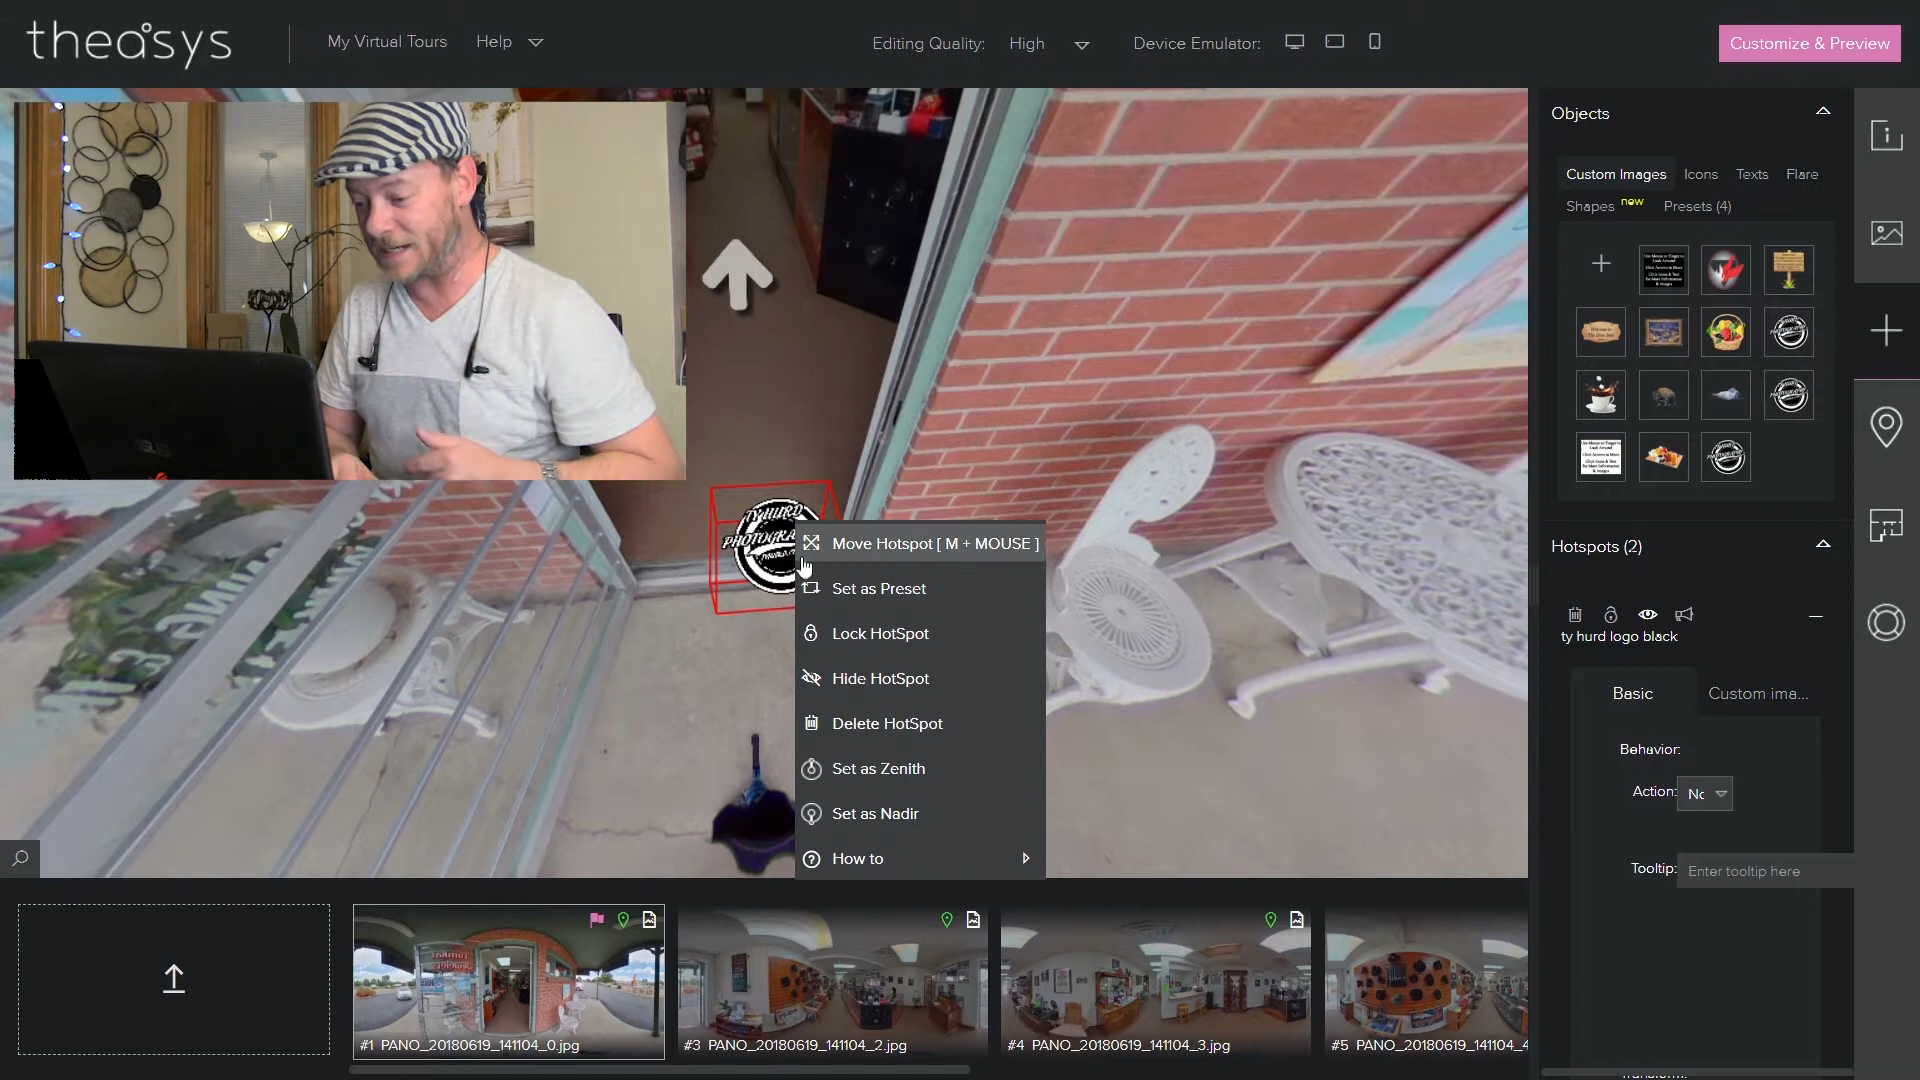 theasys
My Virtual Tours
Help
Editing Quality:
High
Device Emulator:
Customize & Preview
Objects
Custom Images
Icons
Texts
Flare
Shapes new
Presets (4)
TY HURD
Move Hotspot [ M + MOUSE ]
Set as Preset
Lock HotSpot
Hide HotSpot
Delete HotSpot
Set as Zenith
Set as Nadir
How to
Hotspots (2)
ty hurd logo black
Basic
Custom ima...
Behavior:
Action:
Nc
Tooltip:
Enter tooltip here
#1 PANO_20180619_141104_0.jpg
#3 PANO_20180619_141104_2.jpg
#4 PANO_20180619_141104_3.jpg
#5 PANO_20180619_141104_4